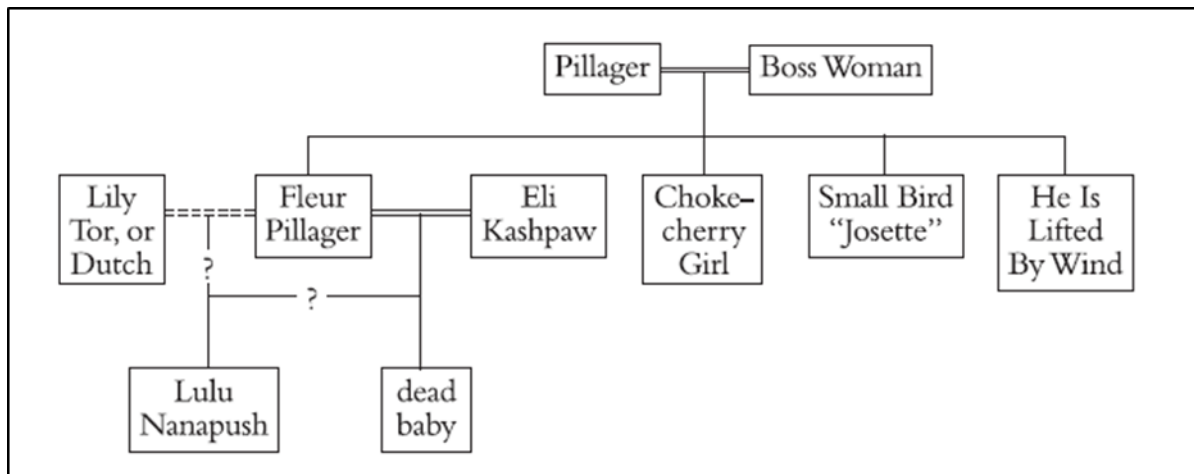 Pillager
Boss Woman
Lily
Tor, or
Dutch
Fleur
Pillager
Eli
Kashpaw
Choke–
cherry
Girl
Small Bird
“Josette”
He Is
Lifted
By Wind
?
?
Lulu
Nanapush
dead
baby